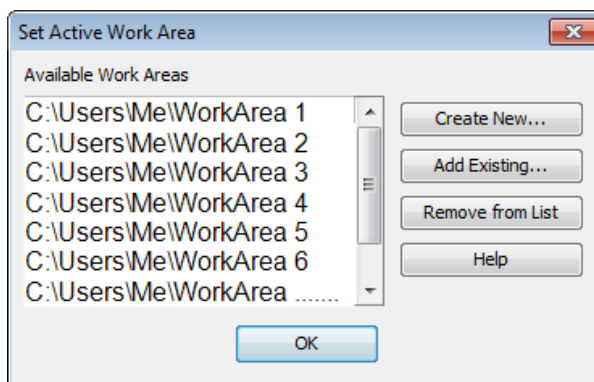 Set Active Work Area
Available Work Areas
C:\Users\Me\WorkArea 1
C:\Users\Me\WorkArea 2
C:\Users\Me\WorkArea 3
C:\Users\Me\WorkArea 4
C:\Users\Me\WorkArea 5
C:\Users\Me\WorkArea 6
C:\Users\Me\WorkArea .......
Create New...
Add Existing...
Remove from List
Help
OK